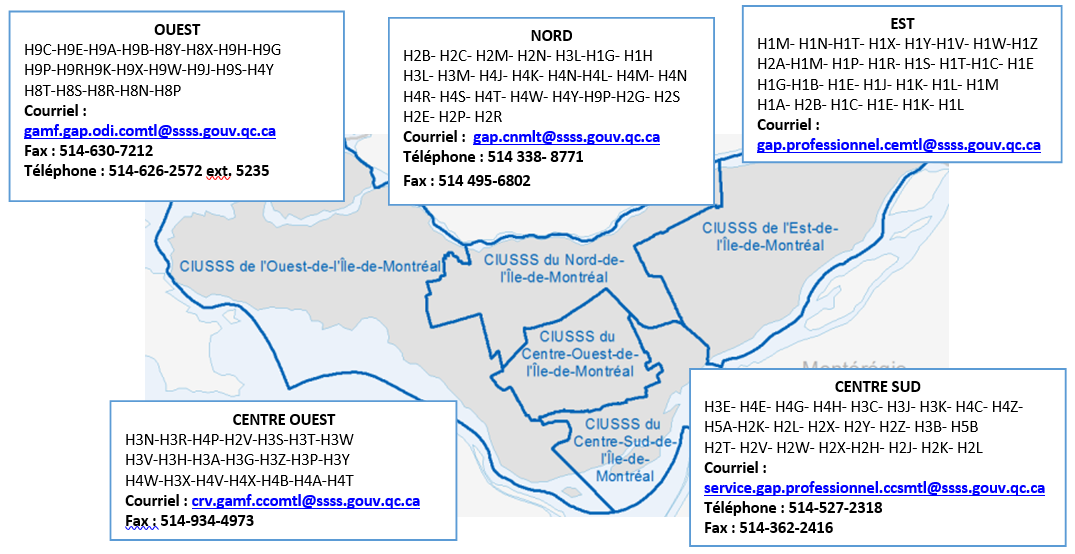 OUEST
H9C-H9E-H9A-H9B-H8Y-H8X-H9H-H9G
H9P-H9RH9K-H9X-H9W-H9J-H9S-H4Y
H8T-H8S-H8R-H8N-H8P
Courriel :
gamf.gap.odi.comtl@ssss.gouv.qc.ca
Fax : 514-630-7212
Téléphone : 514-626-2572 ext. 5235
NORD
H2B- H2C- H2M- H2N- H3L-H1G- H1H
H3L- H3M- H4J- H4K- H4N-H4L- H4M- H4N
H4R- H4S- H4T- H4W- H4Y-H9P-H2G- H2S
H2E- H2P- H2R
Courriel : gap.cnmlt@ssss.gouv.qc.ca
Téléphone : 514 338- 8771
Fax : 514 495-6802
EST
H1M- H1N-H1T- H1X- H1Y-H1V- H1W-H1Z
H2A-H1M- H1P- H1R- H1S- H1T-H1C- H1E
H1G-H1B- H1E- H1J- H1K- H1L- H1M
H1A- H2B- H1C- H1E- H1K- H1L
Courriel :
gap.professionnel.cemtl@ssss.gouv.qc.ca
CIUSSS de l'Ouest-de-l'Île-de-Montréal
CIUSSS du Nord-de-
l'Île-de-Montréal
CIUSSS de l'Est-de-
l'Île-de-Montréal
CIUSSS du
Centre-Ouest-de-
l'Île-de-Montréal
CIUSSS du
Centre-Sud-de-
l'Île-de-
Montréal
Montérégie
CENTRE OUEST
H3N-H3R-H4P-H2V-H3S-H3T-H3W
H3V-H3H-H3A-H3G-H3Z-H3P-H3Y
H4W-H3X-H4V-H4X-H4B-H4A-H4T
Courriel : crv.gamf.ccomtl@ssss.gouv.qc.ca
Fax : 514-934-4973
CENTRE SUD
H3E- H4E- H4G- H4H- H3C- H3J- H3K- H4C- H4Z-
H5A-H2K- H2L- H2X- H2Y- H2Z- H3B- H5B
H2T- H2V- H2W- H2X-H2H- H2J- H2K- H2L
Courriel :
service.gap.professionnel.ccsmtl@ssss.gouv.qc.ca
Téléphone : 514-527-2318
Fax : 514-362-2416